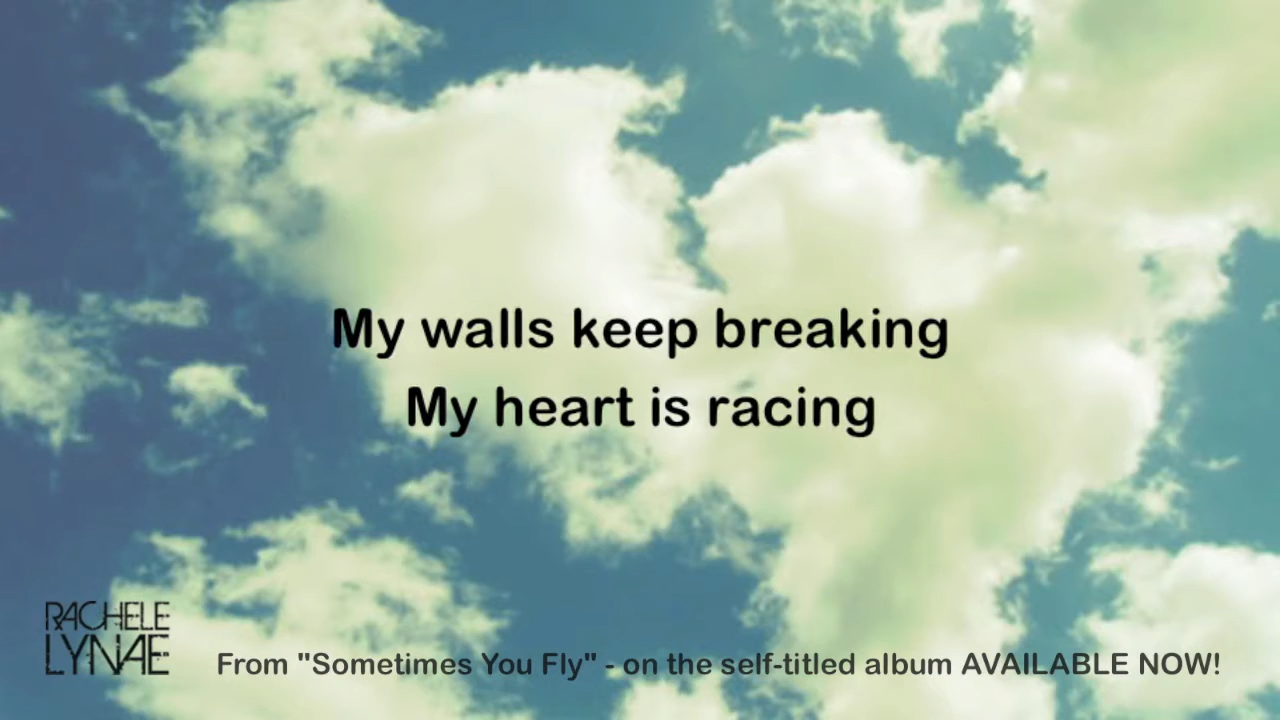 My walls keep breaking
My heart is racing
RACHELE
LYNAE
From "Sometimes You Fly" - on the self-titled album AVAILABLE NOW!